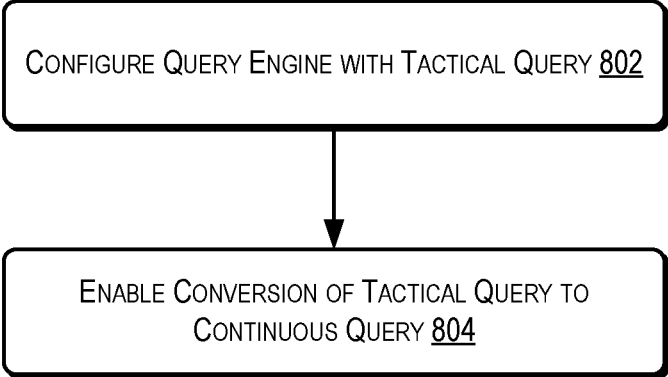 CONFIGURE QUERY ENGINE WITH TACTICAL QUERY 802
ENABLE CONVERSION OF TACTICAL QUERY TO
CONTINUOUS QUERY 804